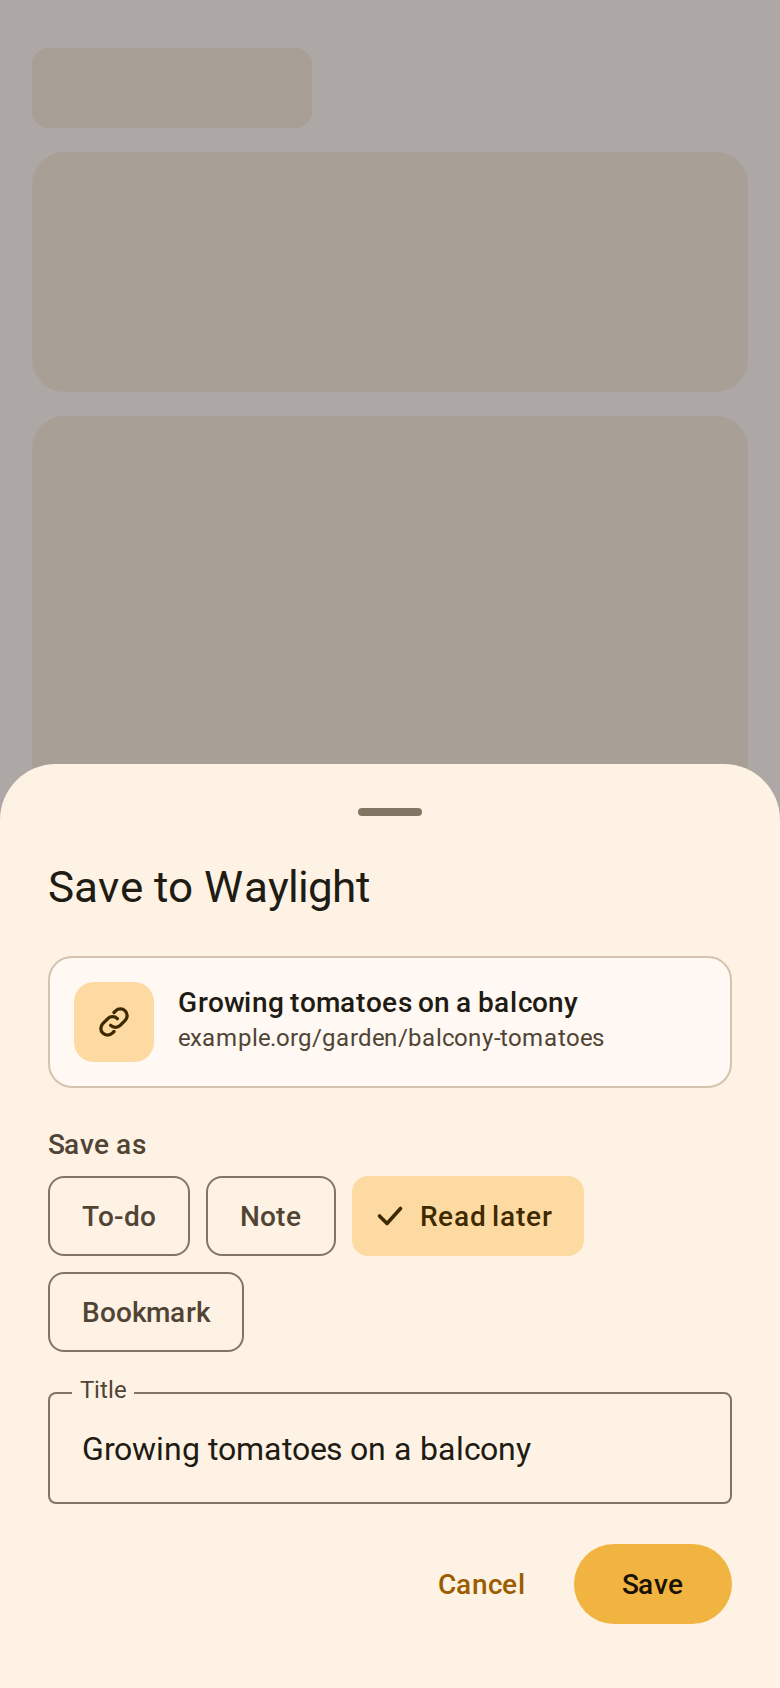 Save to Waylight
Growing tomatoes on a balcony
example.org/garden/balcony-tomatoes
Save as
To-do
Note
Read later
Bookmark
Title
Growing tomatoes on a balcony
Cancel
Save